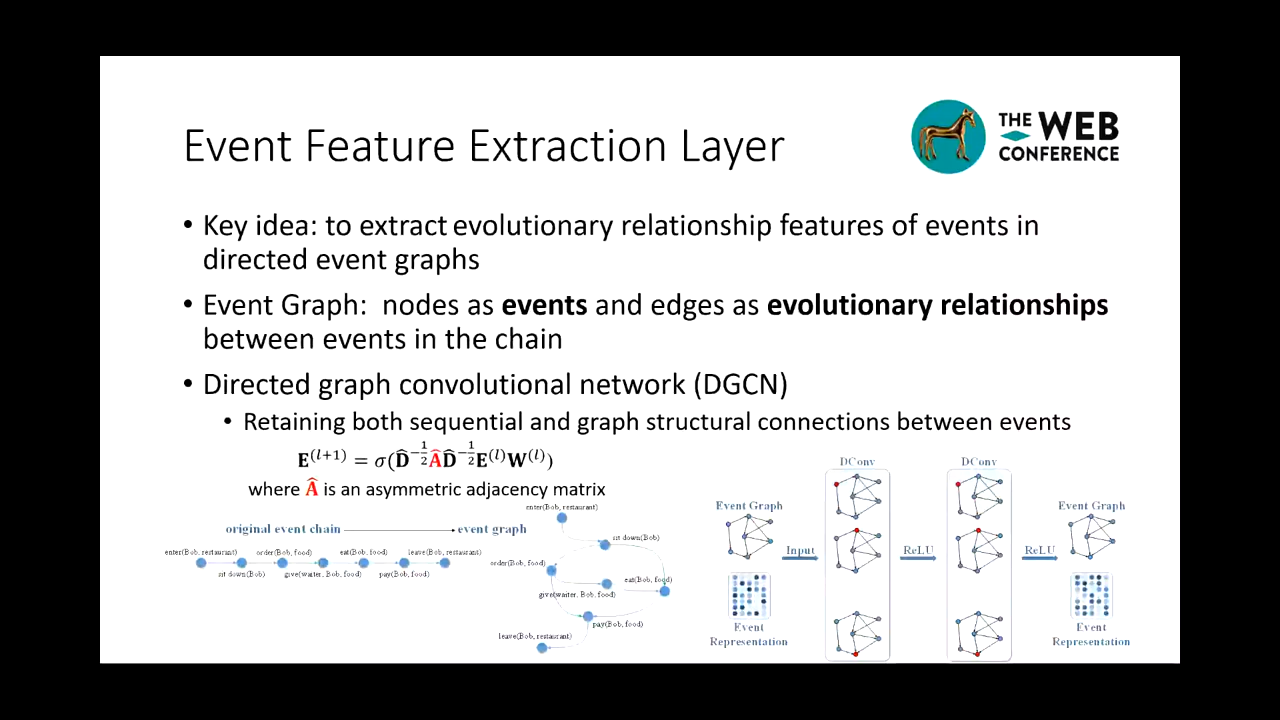 Event Feature Extraction Layer
THE WEB
CONFERENCE
• Key idea: to extract evolutionary relationship features of events in
directed event graphs
• Event Graph: nodes as events and edges as evolutionary relationships
between events in the chain
• Directed graph convolutional network (DGCN)
• Retaining both sequential and graph structural connections between events
E^(l+1) = σ(D̂^-1/2 Â D̂^-1/2 E^(l) W^(l))
where Â is an asymmetric adjacency matrix
original event chain
event graph
enter(Bob, restaurant)
order(Bob, food)
eat(Bob, food)
leave(Bob, restaurant)
sit down(Bob)
give(waiter, Bob, food)
pay(Bob, food)
enter(Bob, restaurant)
sit down(Bob)
order(Bob, food)
eat(Bob, food)
give(waiter, Bob, food)
pay(Bob, food)
leave(Bob, restaurant)
DConv
DConv
Event Graph
Event Graph
Input
ReLU
ReLU
Event
Representation
Event
Representation